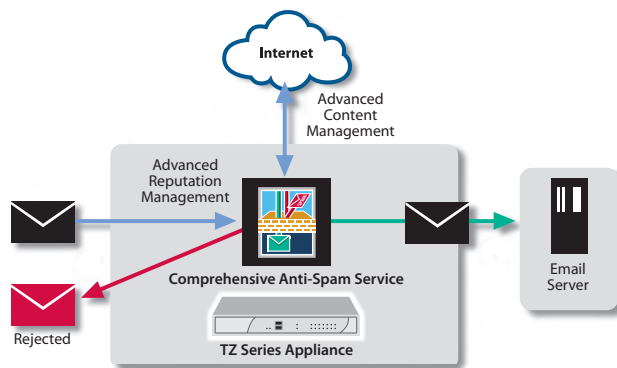 Internet
Advanced
Content
Management
Advanced
Reputation
Management
Comprehensive Anti-Spam Service
Email
Server
Rejected
TZ Series Appliance